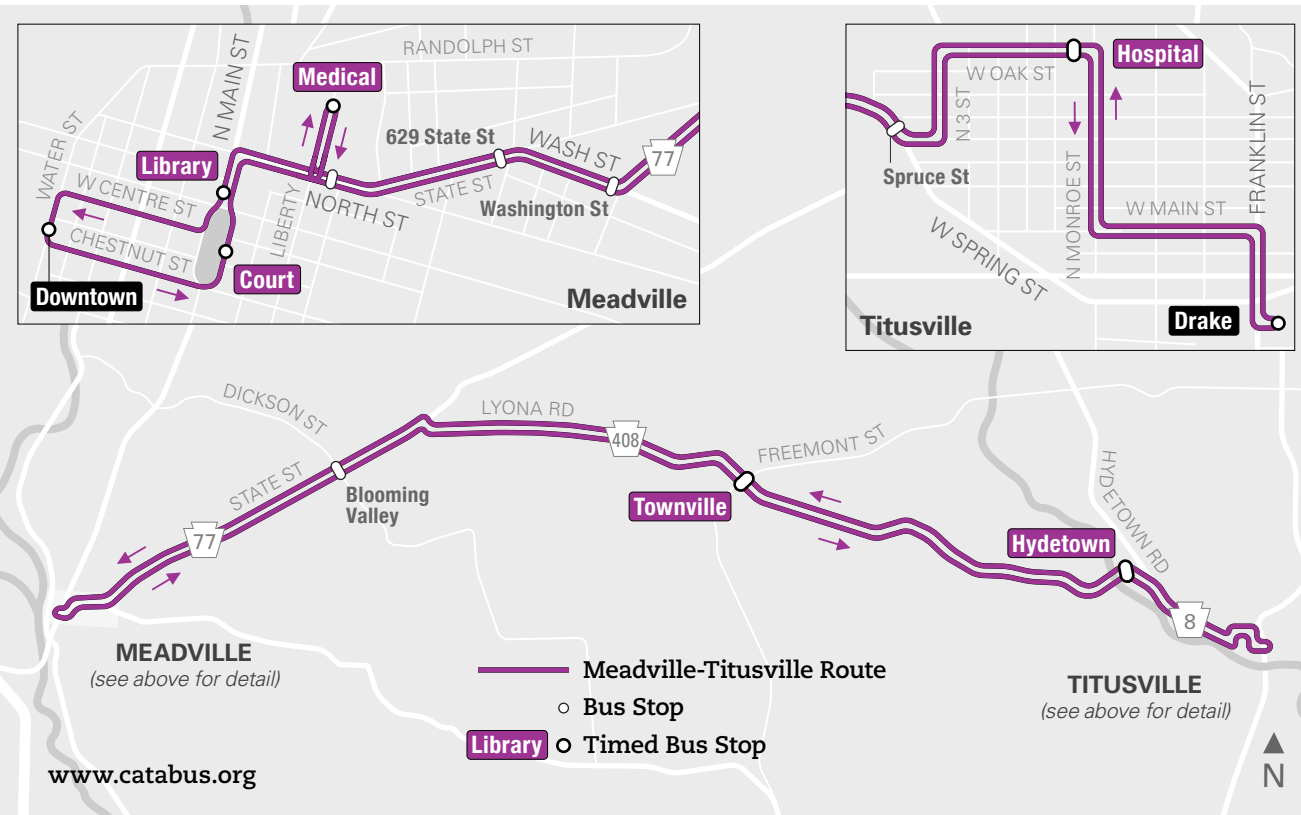 RANDOLPH ST
N MAIN ST
Medical
WATER ST
629 State St
WASH ST
77
Library
W CENTRE ST
LIBERTY
NORTH ST
STATE ST
Washington St
CHESTNUT ST
Court
Downtown
Meadville
Hospital
W OAK ST
N 3 ST
FRANKLIN ST
Spruce St
W MAIN ST
N MONROE ST
W SPRING ST
Drake
Titusville
DICKSON ST
LYONA RD
408
FREEMONT ST
STATE ST
Blooming
Valley
Townville
HYDETOWN RD
77
Hydetown
8
MEADVILLE
(see above for detail)
Meadville-Titusville Route
Bus Stop
Library
Timed Bus Stop
TITUSVILLE
(see above for detail)
www.catabus.org
N